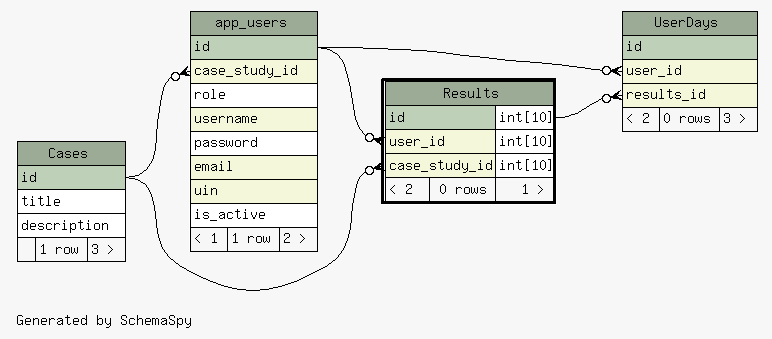 Cases
id
title
description
1 row 3 >
app_users
id
case_study_id
role
username
password
email
uin
is_active
< 1 1 row 2 >
Results
id int[10]
user_id int[10]
case_study_id int[10]
< 2 0 rows 1 >
UserDays
id
user_id
results_id
< 2 0 rows 3 >
Generated by SchemaSpy